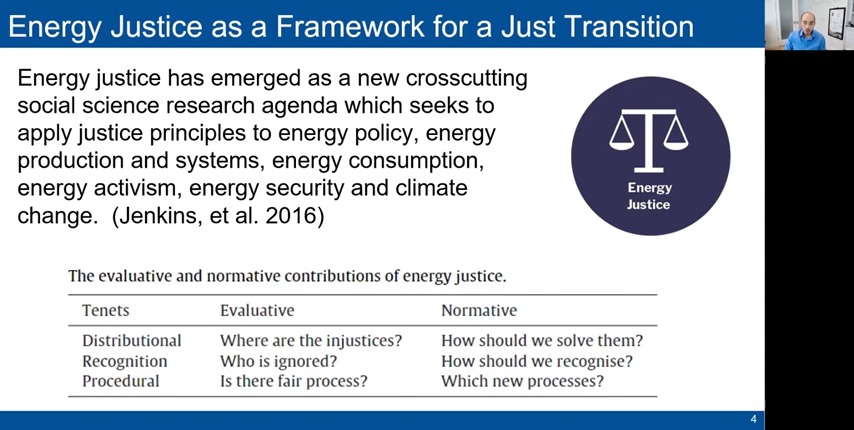 Energy Justice as a Framework for a Just Transition
Energy justice has emerged as a new crosscutting
social science research agenda which seeks to
apply justice principles to energy policy, energy
production and systems, energy consumption,
energy activism, energy security and climate
change.  (Jenkins, et al. 2016)
Energy
Justice
The evaluative and normative contributions of energy justice.
Tenets Evaluative Normative
Distributional Where are the injustices? How should we solve them?
Recognition Who is ignored? How should we recognise?
Procedural Is there fair process? Which new processes?
4